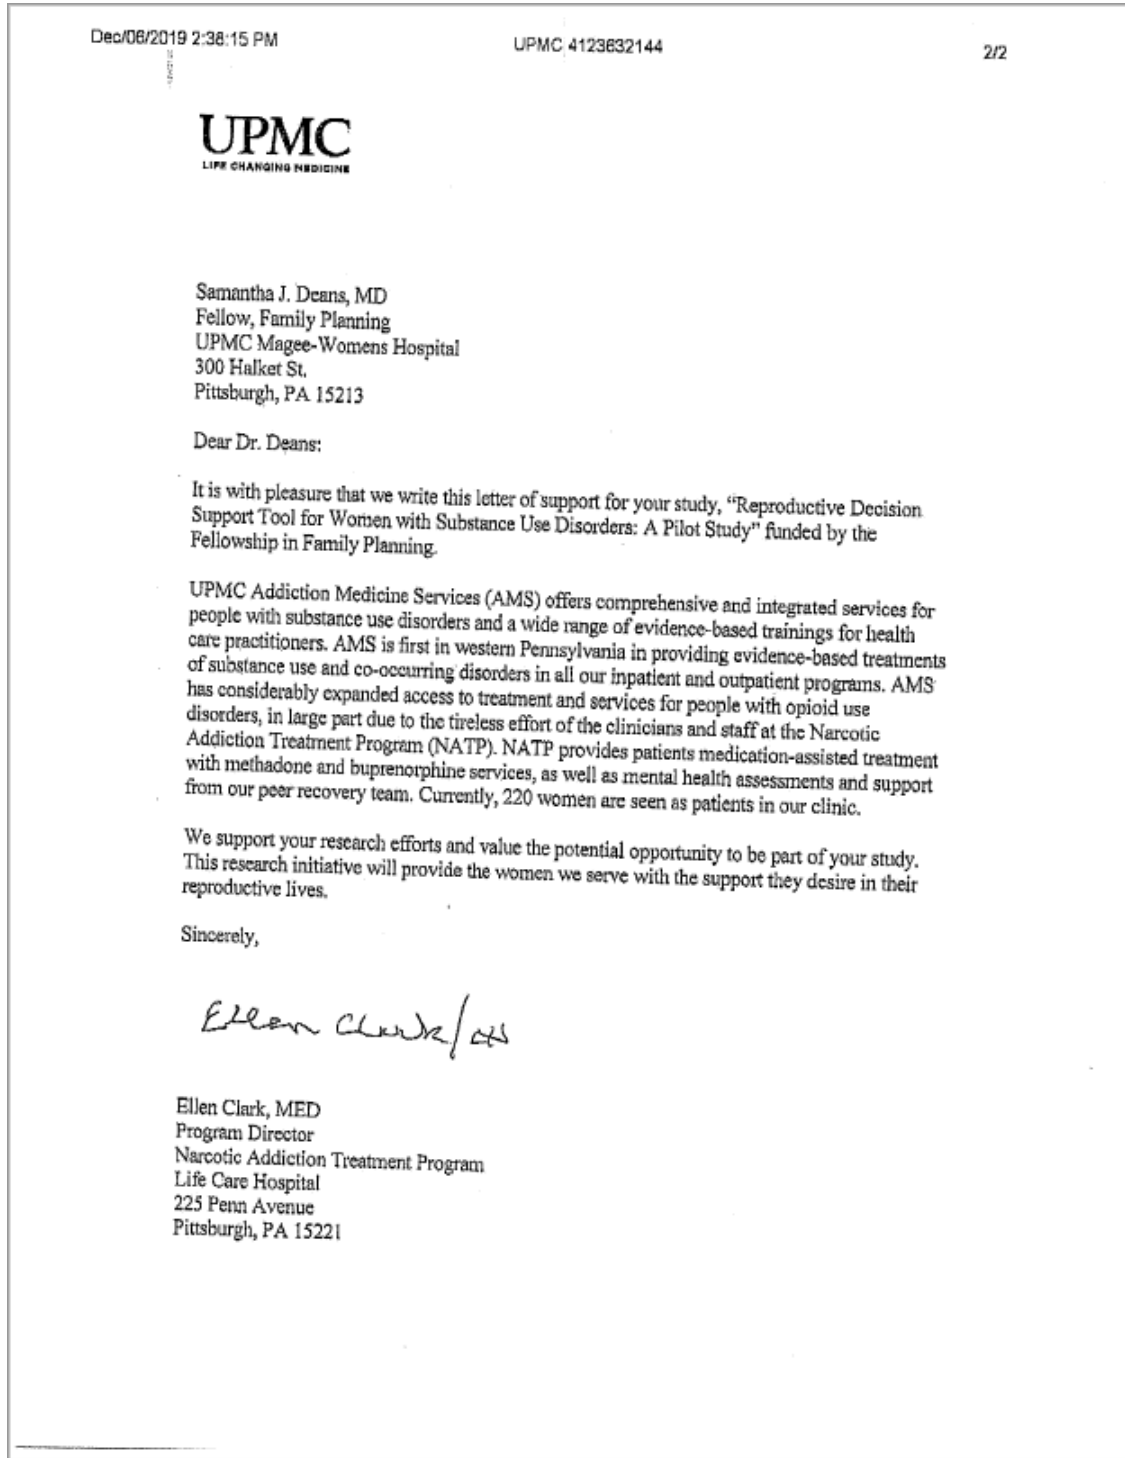 Dec/06/2019 2:38:15 PM
UPMC 4123632144
2/2
UPMC
LIFE CHANGING MEDICINE
Samantha J. Deans, MD
Fellow, Family Planning
UPMC Magee-Womens Hospital
300 Halket St.
Pittsburgh, PA 15213
Dear Dr. Deans:
It is with pleasure that we write this letter of support for your study, “Reproductive Decision
Support Tool for Women with Substance Use Disorders: A Pilot Study” funded by the
Fellowship in Family Planning.
UPMC Addiction Medicine Services (AMS) offers comprehensive and integrated services for
people with substance use disorders and a wide range of evidence-based trainings for health
care practitioners. AMS is first in western Pennsylvania in providing evidence-based treatments
of substance use and co-occurring disorders in all our inpatient and outpatient programs. AMS
has considerably expanded access to treatment and services for people with opioid use
disorders, in large part due to the tireless effort of the clinicians and staff at the Narcotic
Addiction Treatment Program (NATP). NATP provides patients medication-assisted treatment
with methadone and buprenorphine services, as well as mental health assessments and support
from our peer recovery team. Currently, 220 women are seen as patients in our clinic.
We support your research efforts and value the potential opportunity to be part of your study.
This research initiative will provide the women we serve with the support they desire in their
reproductive lives.
Sincerely,
Ellen Clark/
Ellen Clark, MED
Program Director
Narcotic Addiction Treatment Program
Life Care Hospital
225 Penn Avenue
Pittsburgh, PA 15221